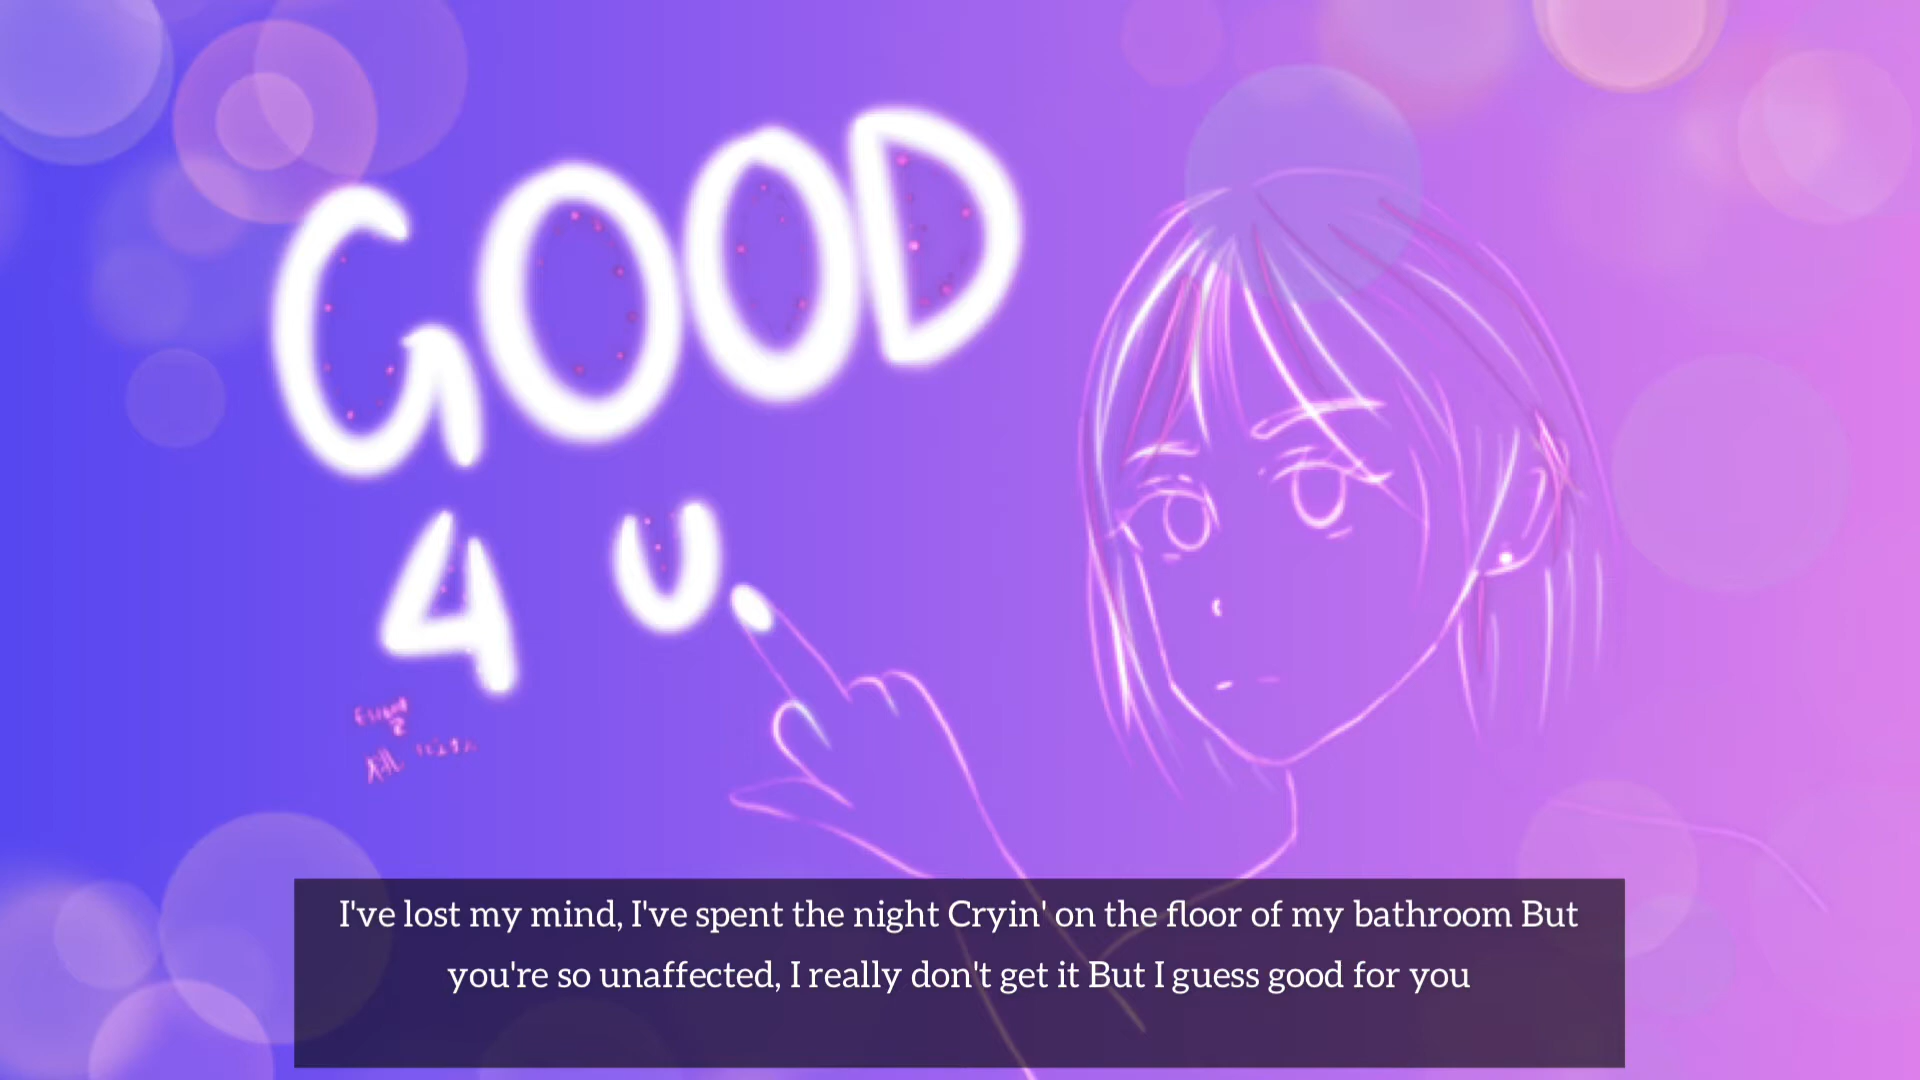 GOOD
4 U
I've lost my mind, I've spent the night Cryin' on the floor of my bathroom But
you're so unaffected, I really don't get it But I guess good for you